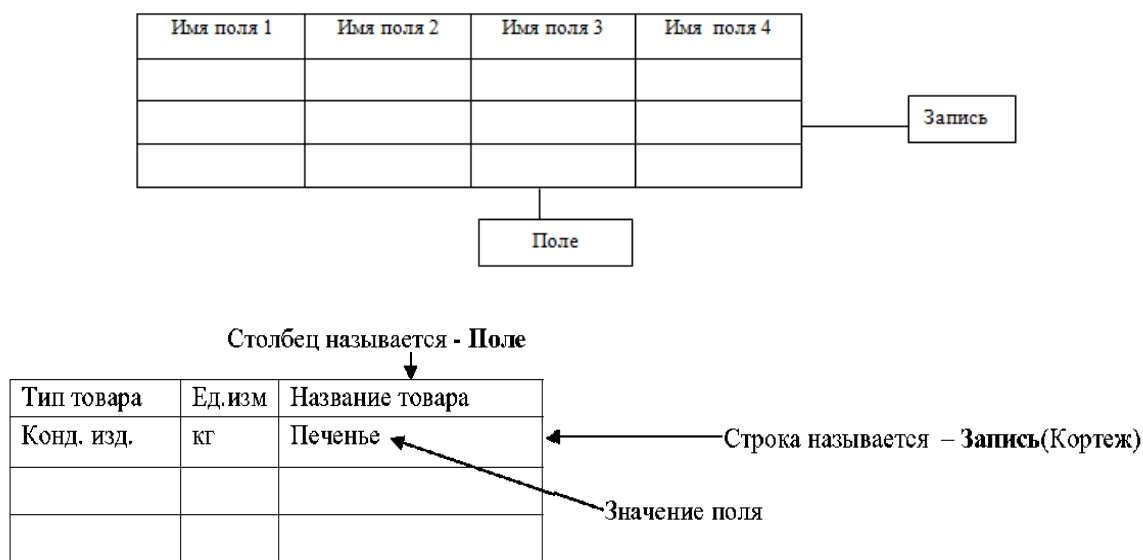 Имя поля 1 Имя поля 2 Имя поля 3 Имя поля 4
Запись
Поле
Столбец называется - Поле
Тип товара Ед.изм Название товара
Конд. изд. кг Печенье
Строка называется – Запись(Кортеж)
Значение поля